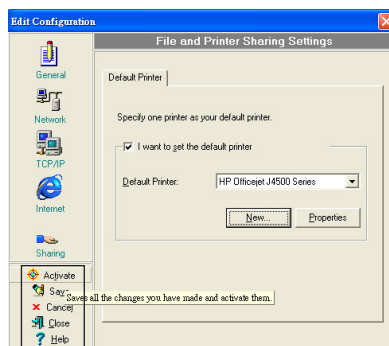 Edit Configuration
File and Printer Sharing Settings
General
Network
TCP/IP
Internet
Sharing
Activate
Save
Cancel
Close
Help
Default Printer
Specify one printer as your default printer.
I want to set the default printer
Default Printer:
HP Officejet J4500 Series
New...
Properties
Saves all the changes you have made and activate them.